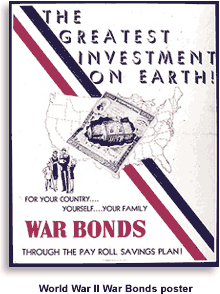 THE
GREATEST
INVESTMENT
ON EARTH!
FOR YOUR COUNTRY....
YOURSELF....YOUR FAMILY
WAR BONDS
THROUGH THE PAY ROLL SAVINGS PLAN!
World War II War Bonds poster